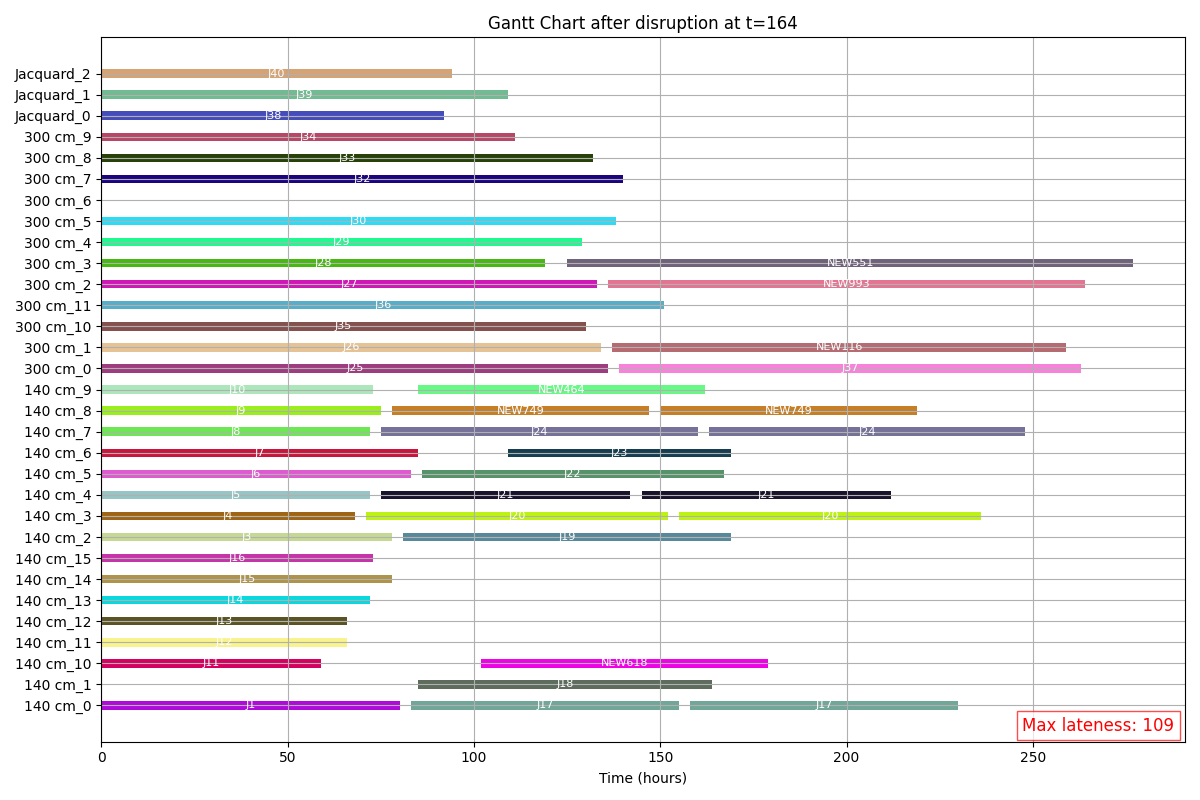 Gantt Chart after disruption at t=164
Jacquard_2 J40
Jacquard_1 J39
Jacquard_0 J38
300 cm_9 J34
300 cm_8 J33
300 cm_7 J32
300 cm_6
300 cm_5 J30
300 cm_4 J29
300 cm_3 J28 NEW551
300 cm_2 J27 NEW993
300 cm_11 J36
300 cm_10 J35
300 cm_1 J26 NEW116
300 cm_0 J25 J37
140 cm_9 J10 NEW464
140 cm_8 J9 NEW749 NEW749
140 cm_7 J8 J24 J24
140 cm_6 J7 J23
140 cm_5 J6 J22
140 cm_4 J5 J21 J21
140 cm_3 J4 J20 J20
140 cm_2 J3 J19
140 cm_15 J16
140 cm_14 J15
140 cm_13 J14
140 cm_12 J13
140 cm_11 J12
140 cm_10 J11 NEW618
140 cm_1 J18
140 cm_0 J1 J17 J17
Max lateness: 109
0 50 100 150 200 250
Time (hours)